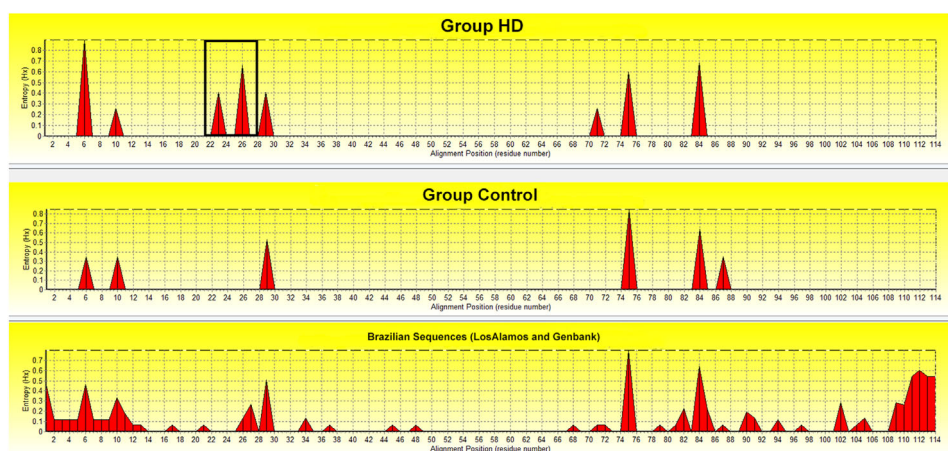 Group HD
Entropy (Hx)
0.8
0.7
0.6
0.5
0.4
0.3
0.2
0.1
0
2 4 6 8 10 12 14 16 18 20 22 24 26 28 30 32 34 36 38 40 42 44 46 48 50 52 54 56 58 60 62 64 66 68 70 72 74 76 78 80 82 84 86 88 90 92 94 96 98 100 102 104 106 108 110 112 114
Alignment Position (residue number)
Group Control
Entropy (Hx)
0.8
0.7
0.6
0.5
0.4
0.3
0.2
0.1
0
2 4 6 8 10 12 14 16 18 20 22 24 26 28 30 32 34 36 38 40 42 44 46 48 50 52 54 56 58 60 62 64 66 68 70 72 74 76 78 80 82 84 86 88 90 92 94 96 98 100 102 104 106 108 110 112 114
Alignment Position (residue number)
Brazilian Sequences (LosAlamos and Genbank)
Entropy (Hx)
0.7
0.6
0.5
0.4
0.3
0.2
0.1
0
2 4 6 8 10 12 14 16 18 20 22 24 26 28 30 32 34 36 38 40 42 44 46 48 50 52 54 56 58 60 62 64 66 68 70 72 74 76 78 80 82 84 86 88 90 92 94 96 98 100 102 104 106 108 110 112 114
Alignment Position (residue number)